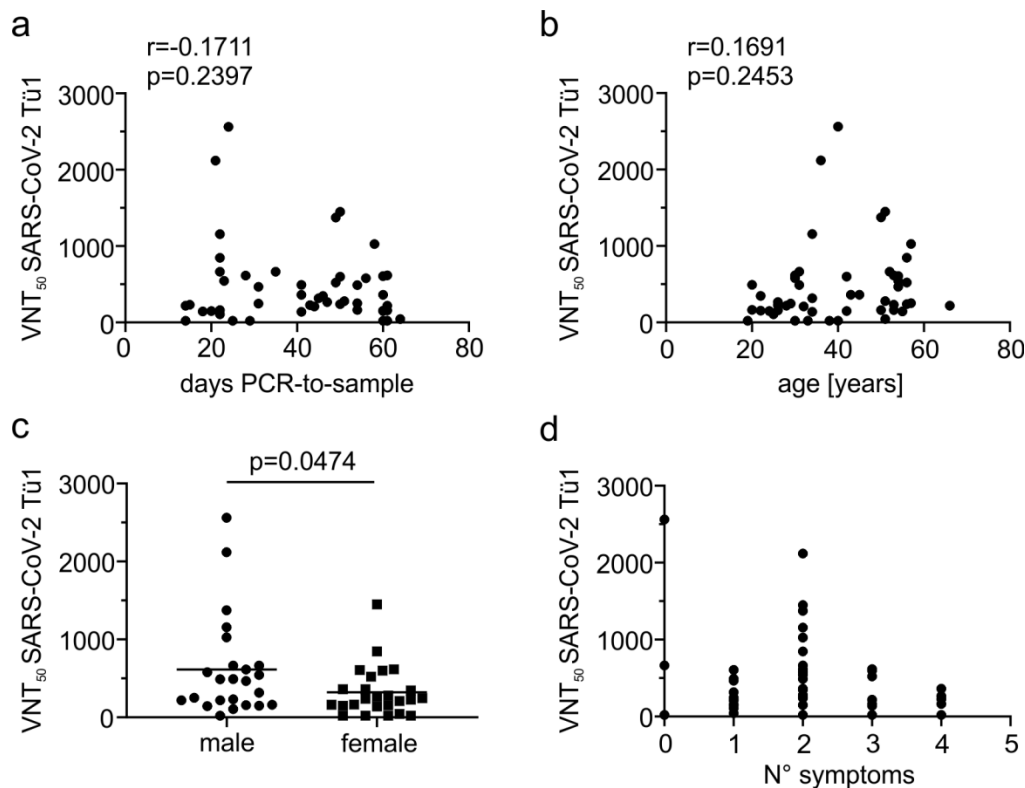 a
r=-0.1711
p=0.2397
VNT₅₀ SARS-CoV-2 Tü1
3000
2000
1000
0
0 20 40 60 80
days PCR-to-sample
b
r=0.1691
p=0.2453
VNT₅₀ SARS-CoV-2 Tü1
3000
2000
1000
0
0 20 40 60 80
age [years]
c
p=0.0474
VNT₅₀ SARS-CoV-2 Tü1
3000
2000
1000
0
male female
d
VNT₅₀ SARS-CoV-2 Tü1
3000
2000
1000
0
0 1 2 3 4 5
N° symptoms